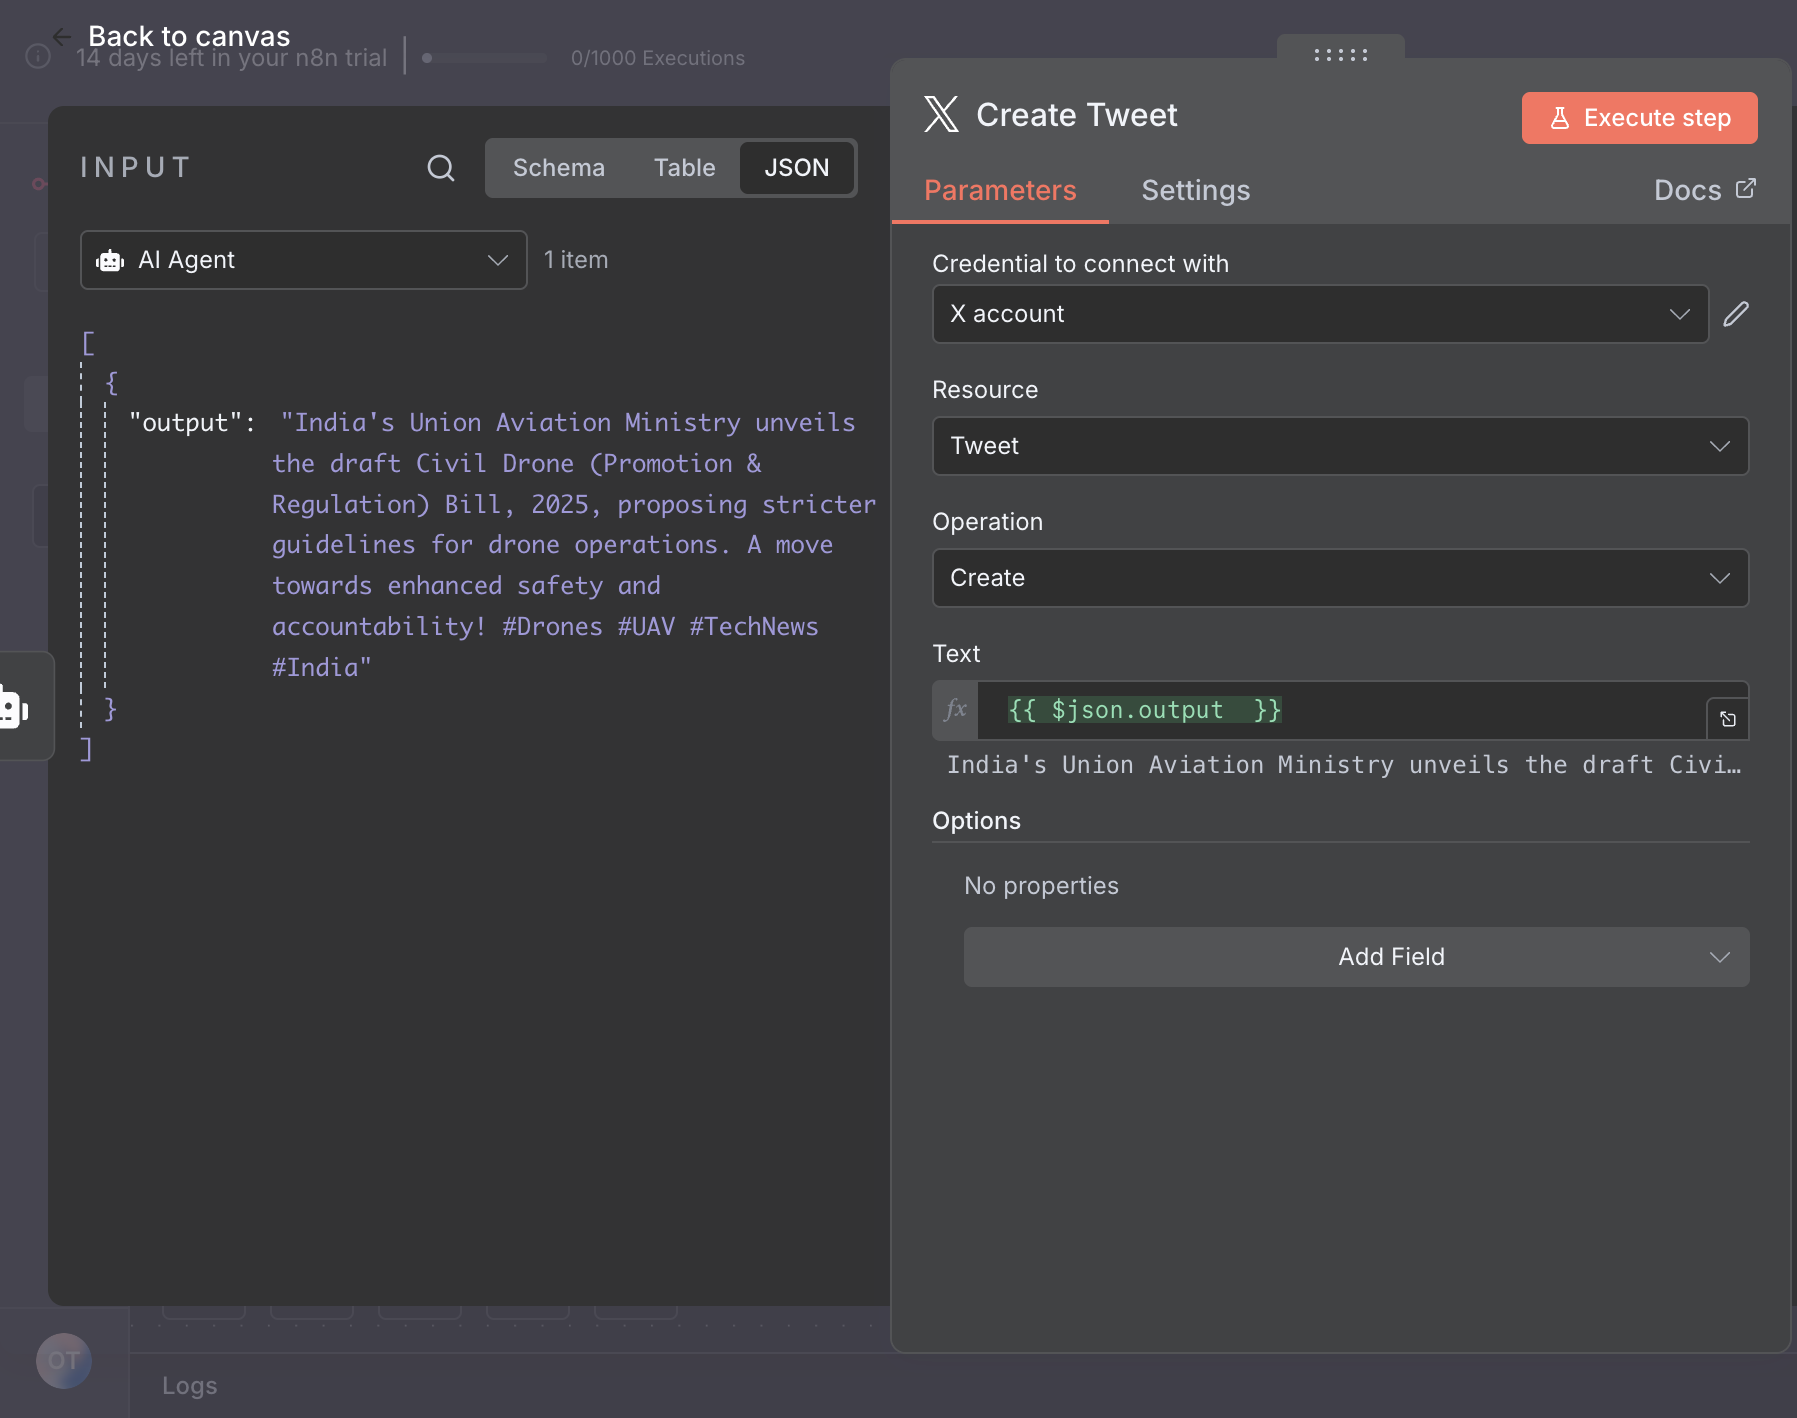 Back to canvas
14 days left in your n8n trial
0/1000 Executions
INPUT
Schema
Table
JSON
AI Agent
1 item
[
{
"output": "India's Union Aviation Ministry unveils
the draft Civil Drone (Promotion &
Regulation) Bill, 2025, proposing stricter
guidelines for drone operations. A move
towards enhanced safety and
accountability! #Drones #UAV #TechNews
#India"
}
]
Create Tweet
Execute step
Parameters
Settings
Docs
Credential to connect with
X account
Resource
Tweet
Operation
Create
Text
fx
{{ $json.output  }}
India's Union Aviation Ministry unveils the draft Civi…
Options
No properties
Add Field
OT
Logs